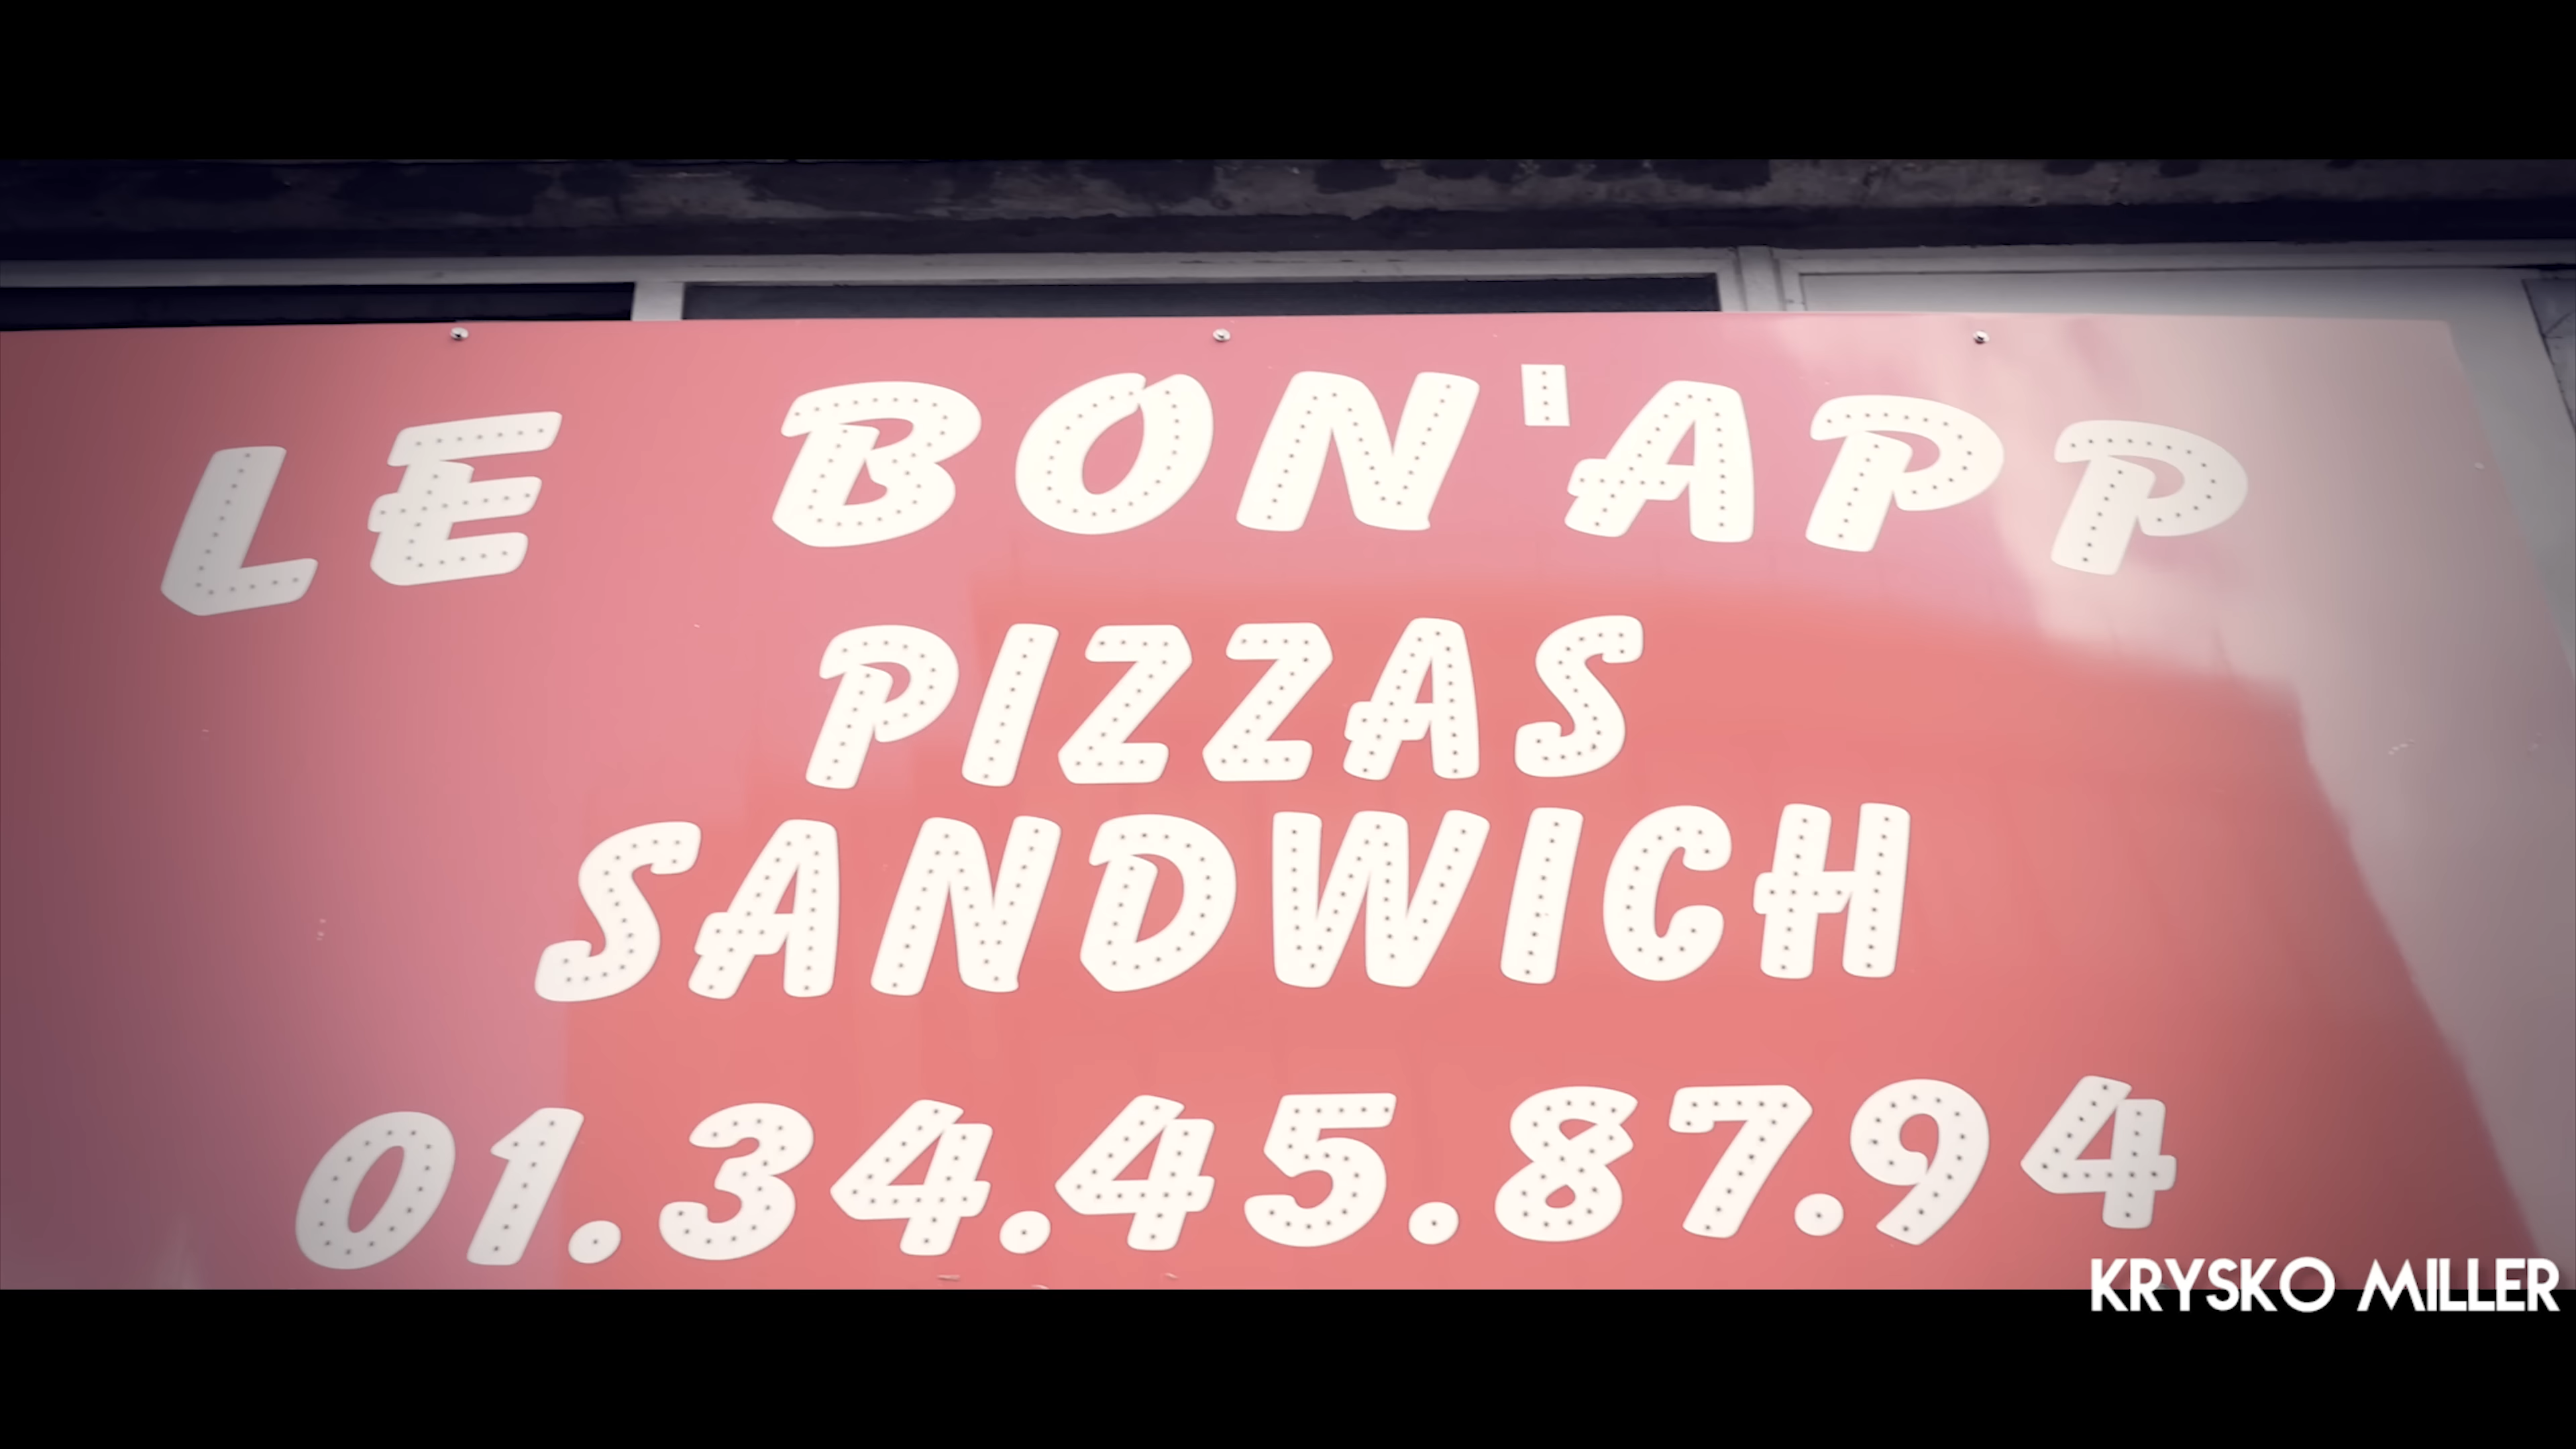 LE BON'APP
PIZZAS
SANDWICH
01.34.45.87.94
KRYSKO MILLER